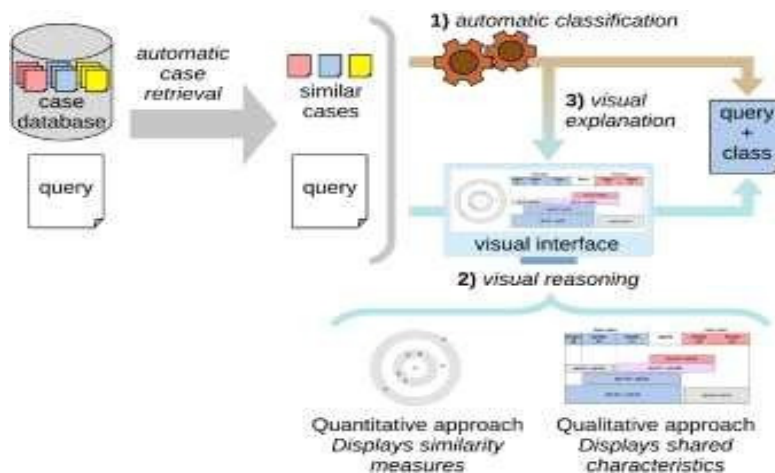 1) automatic classification
automatic
case
retrieval
case
database
similar
cases
3) visual
explanation
query
+
class
query
query
visual interface
2) visual reasoning
Quantitative approach
Displays similarity
measures
Qualitative approach
Displays shared
characteristics